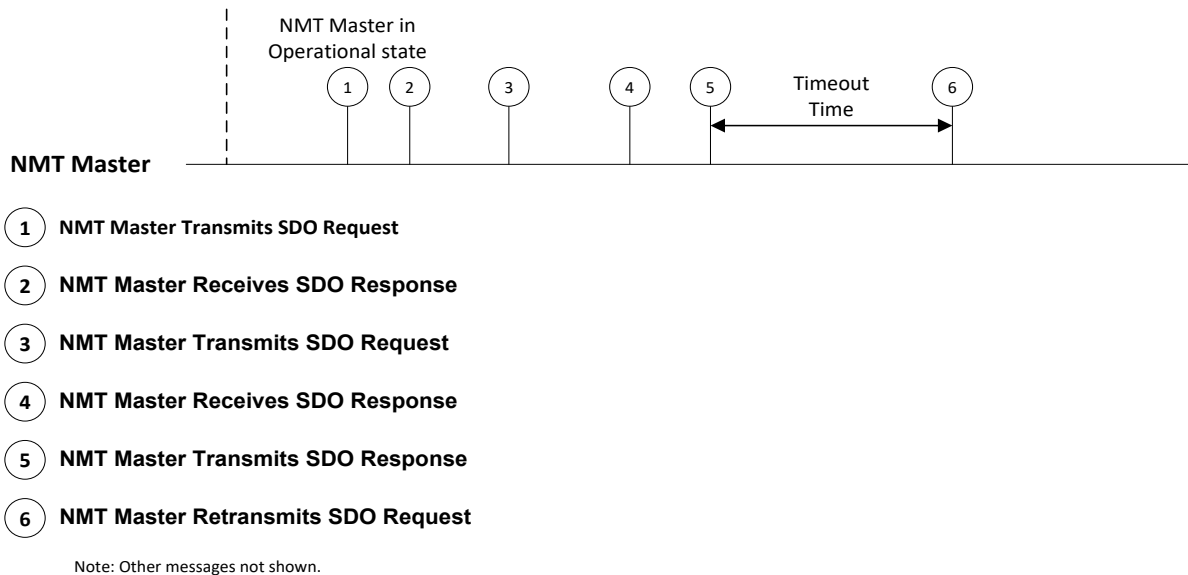 NMT Master in
Operational state
1
2
3
4
5
Timeout
Time
6
NMT Master
1 NMT Master Transmits SDO Request
2 NMT Master Receives SDO Response
3 NMT Master Transmits SDO Request
4 NMT Master Receives SDO Response
5 NMT Master Transmits SDO Response
6 NMT Master Retransmits SDO Request
Note: Other messages not shown.